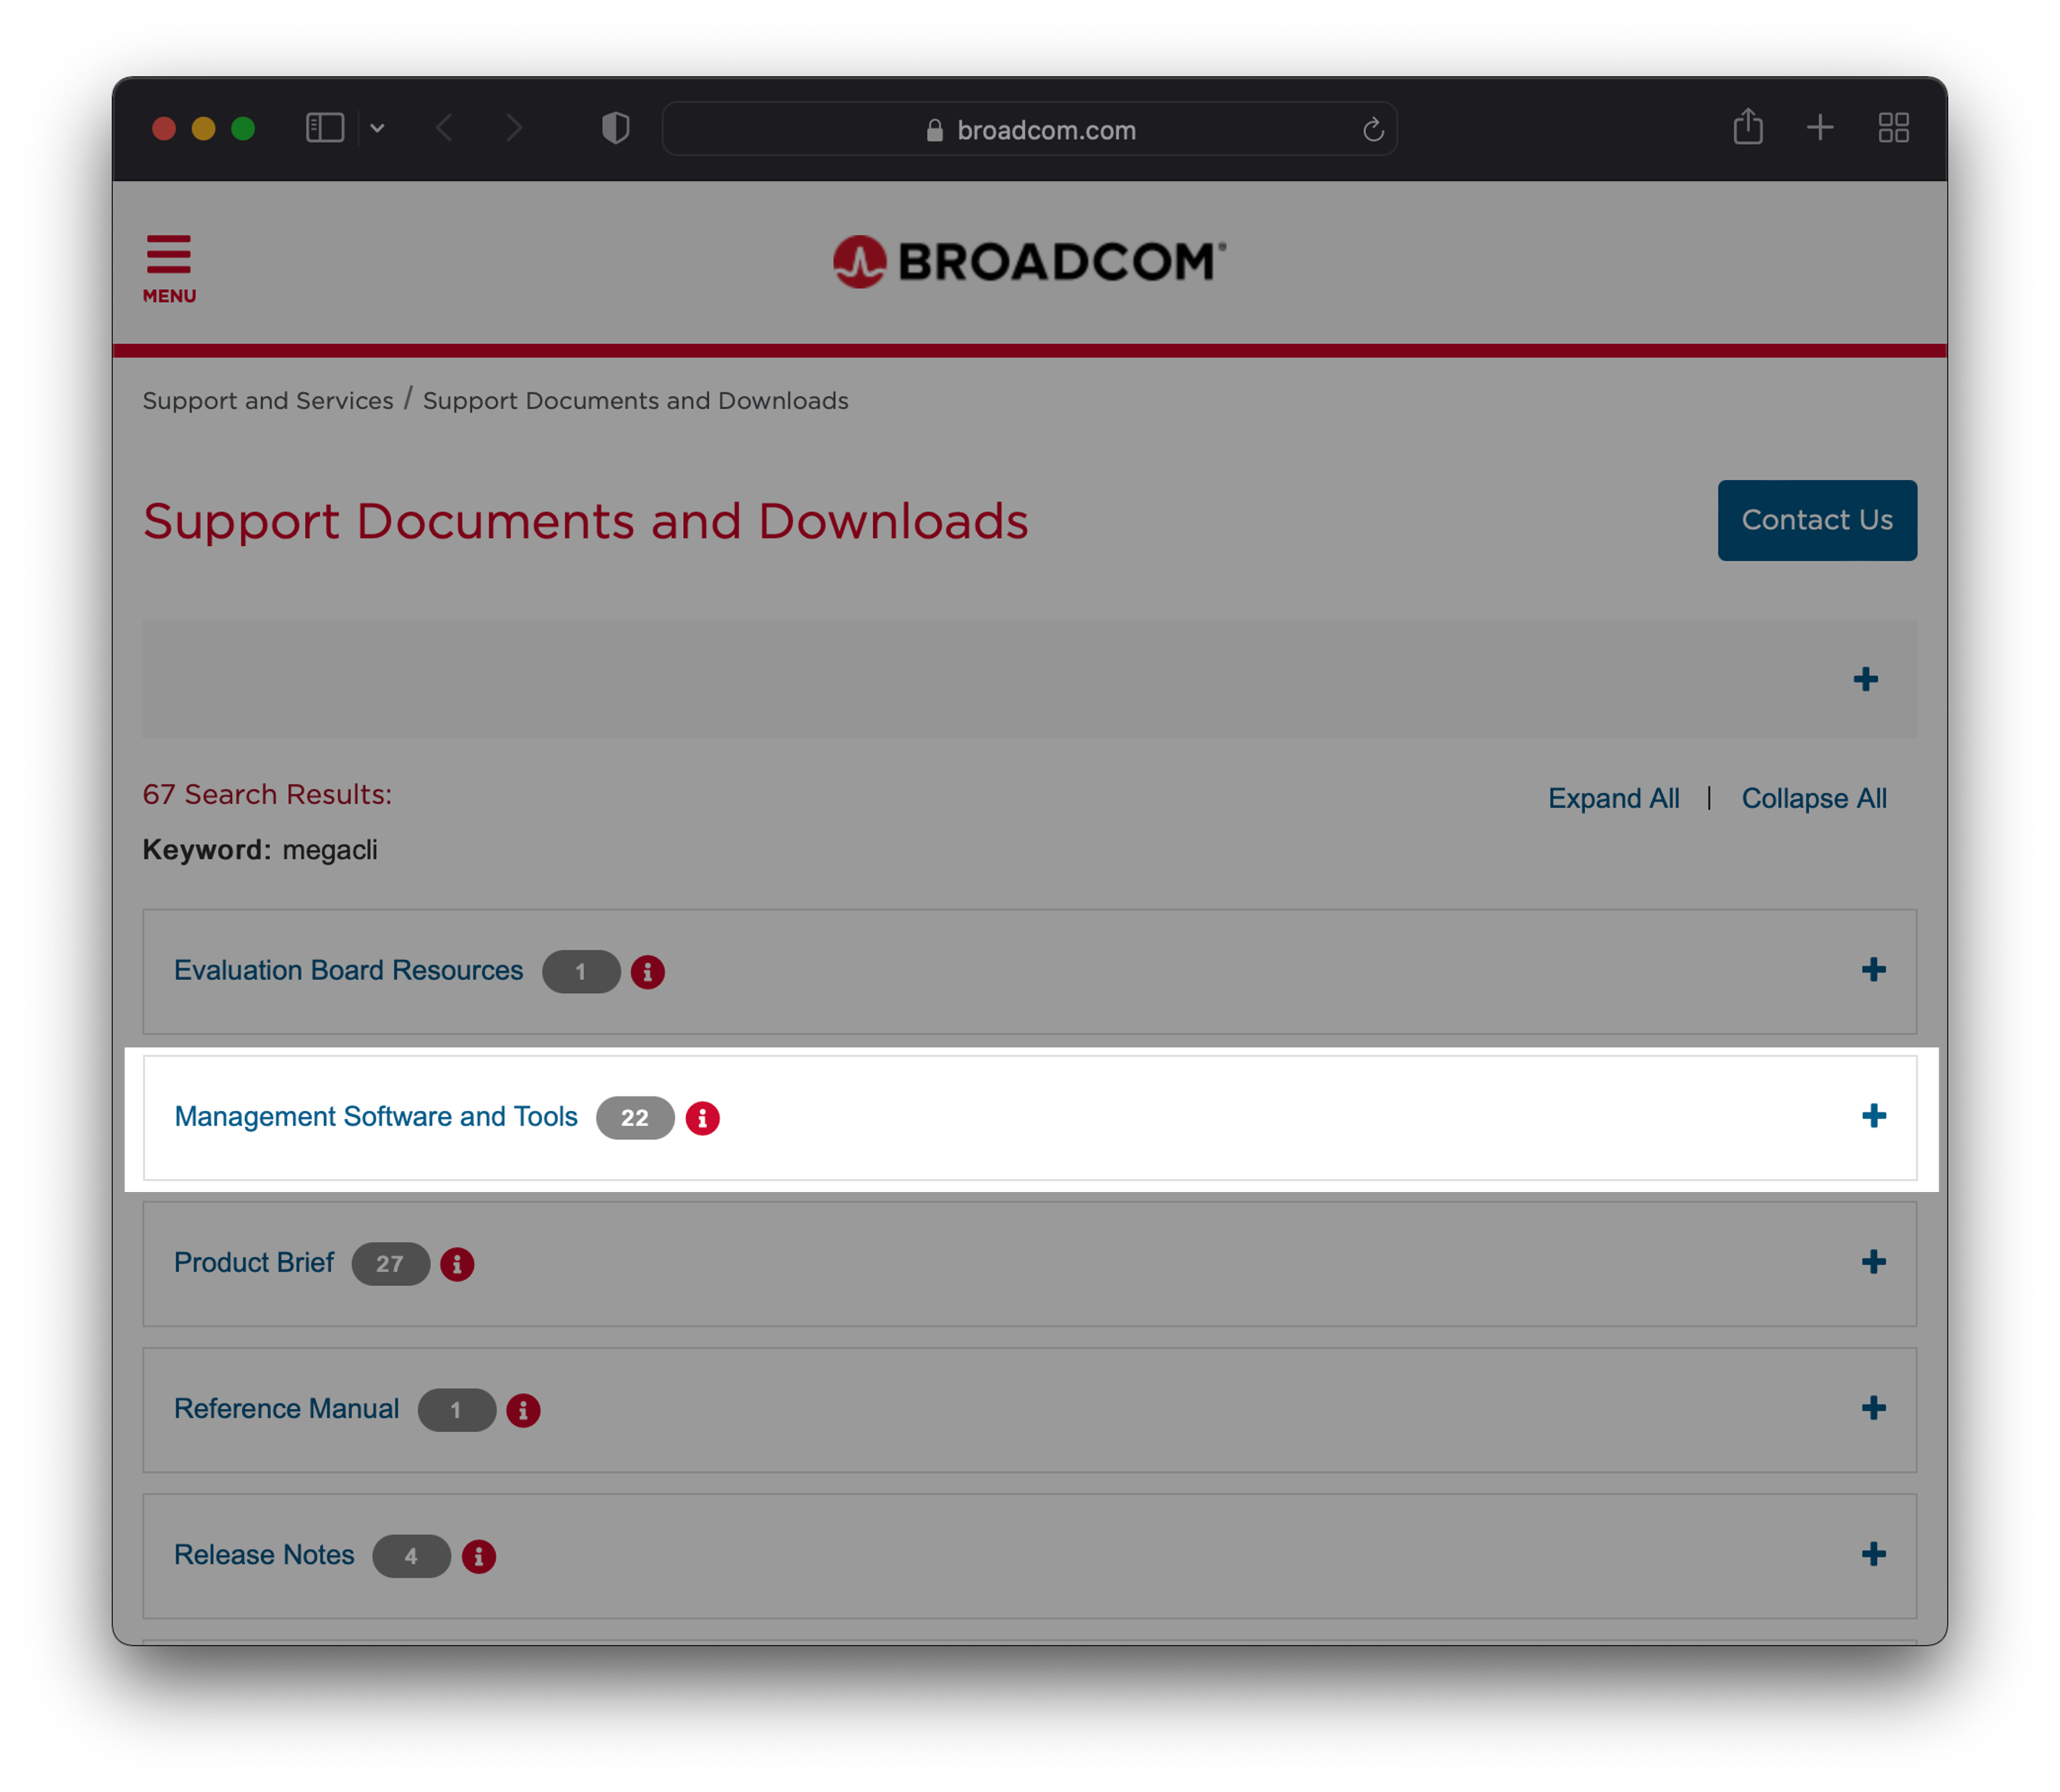 broadcom.com
MENU
BROADCOM®
Support and Services / Support Documents and Downloads
Support Documents and Downloads
Contact Us
67 Search Results:
Expand All | Collapse All
Keyword: megacli
Evaluation Board Resources 1
Management Software and Tools 22
Product Brief 27
Reference Manual 1
Release Notes 4